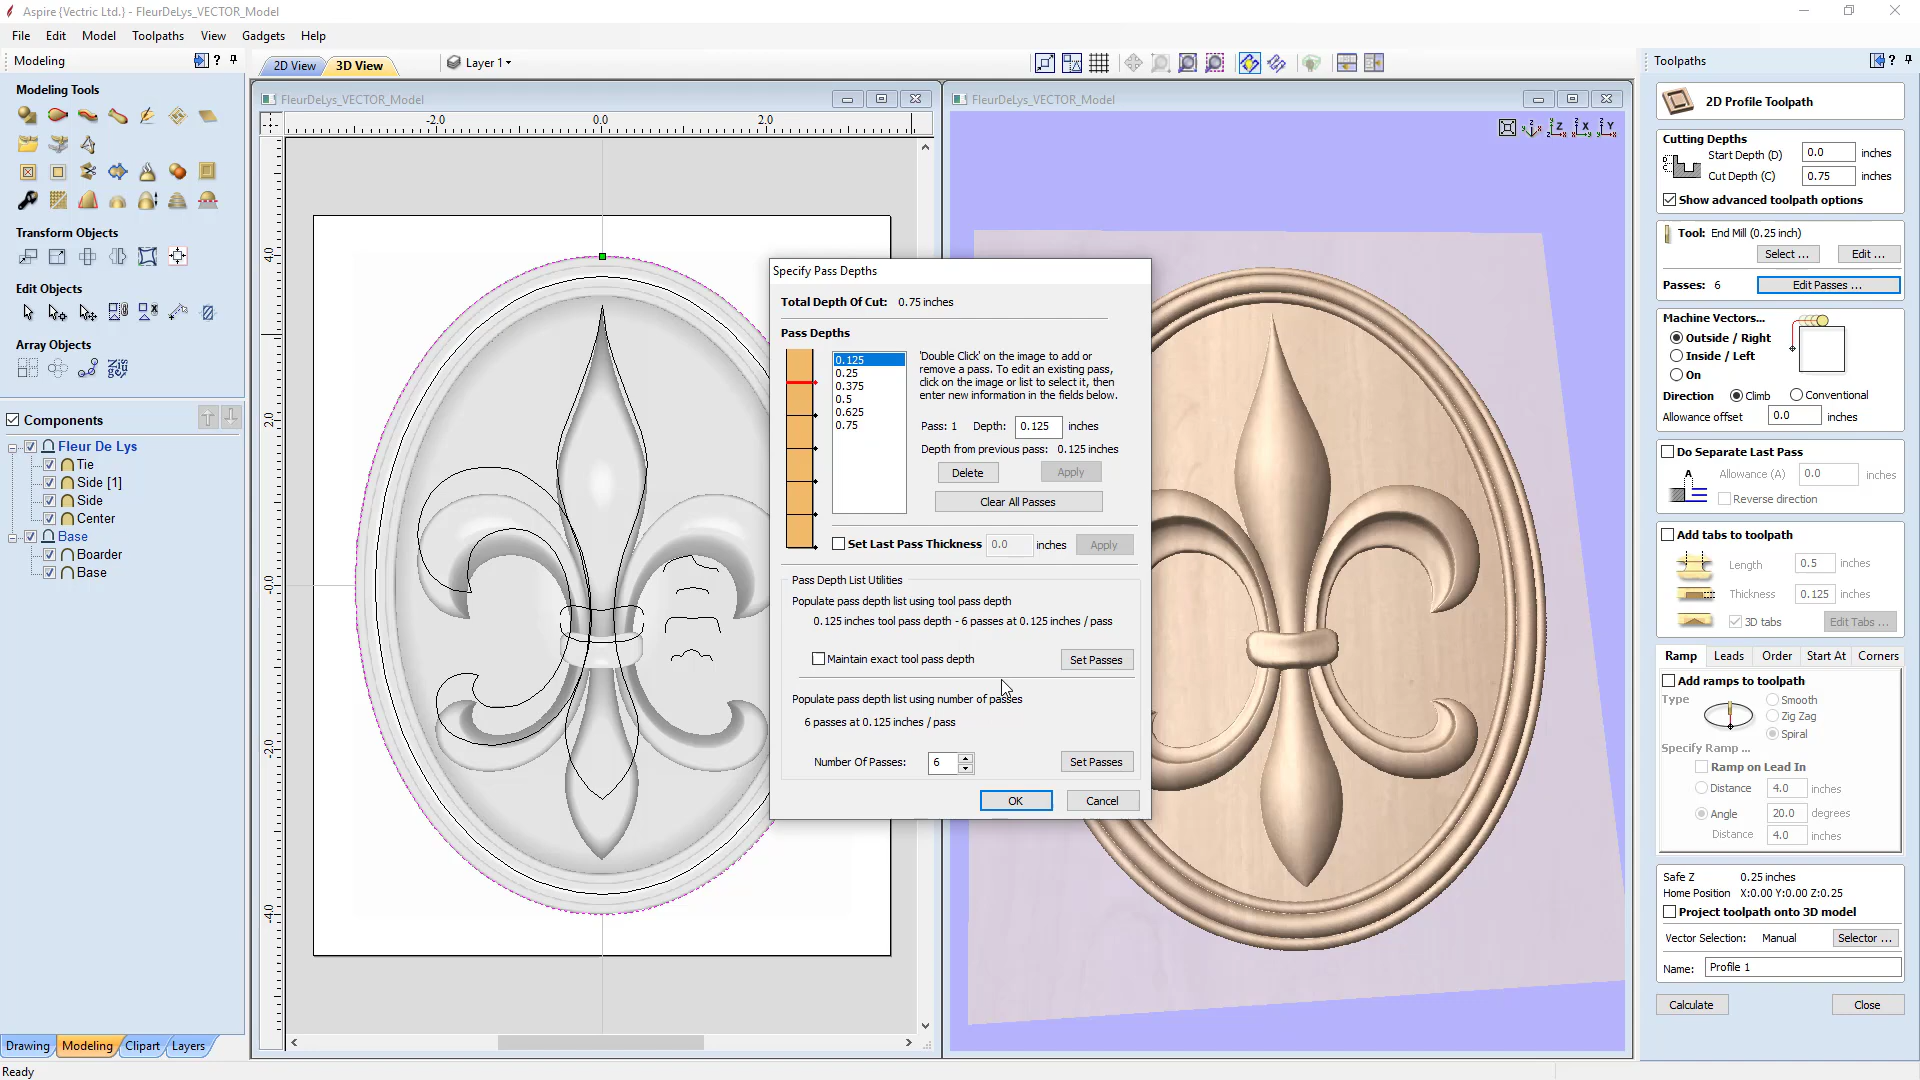 Aspire {Vectric Ltd.} - FleurDeLys_VECTOR_Model
File Edit Model Toolpaths View Gadgets Help
Modeling
?
2D View
3D View
Layer 1
Toolpaths
?
Modeling Tools
Transform Objects
Edit Objects
Array Objects
Components
Fleur De Lys
Tie
Side [1]
Side
Center
Base
Boarder
Base
Drawing Modeling Clipart Layers
Ready
FleurDeLys_VECTOR_Model
-2.0 0.0 2.0
4.0
2.0
-0.0
-2.0
-4.0
FleurDeLys_VECTOR_Model
Z X Y
Specify Pass Depths
Total Depth Of Cut: 0.75 inches
Pass Depths
0.125
0.25
0.375
0.5
0.625
0.75
'Double Click' on the image to add or
remove a pass. To edit an existing pass,
click on the image or list to select it, then
enter new information in the fields below.
Pass: 1 Depth: 0.125 inches
Depth from previous pass: 0.125 inches
Delete Apply
Clear All Passes
Set Last Pass Thickness 0.0 inches Apply
Pass Depth List Utilities
Populate pass depth list using tool pass depth
0.125 inches tool pass depth - 6 passes at 0.125 inches / pass
Maintain exact tool pass depth Set Passes
Populate pass depth list using number of passes
6 passes at 0.125 inches / pass
Number Of Passes: 6 Set Passes
OK Cancel
2D Profile Toolpath
Cutting Depths
Start Depth (D) 0.0 inches
Cut Depth (C) 0.75 inches
Show advanced toolpath options
Tool: End Mill (0.25 inch)
Select ... Edit ...
Passes: 6 Edit Passes ...
Machine Vectors...
Outside / Right
Inside / Left
On
Direction Climb Conventional
Allowance offset 0.0 inches
Do Separate Last Pass
A
Allowance (A) 0.0 inches
Reverse direction
Add tabs to toolpath
Length 0.5 inches
Thickness 0.125 inches
3D tabs Edit Tabs ...
Ramp Leads Order Start At Corners
Add ramps to toolpath
Type Smooth
Zig Zag
Spiral
Specify Ramp ...
Ramp on Lead In
Distance 4.0 inches
Angle 20.0 degrees
Distance 4.0 inches
Safe Z 0.25 inches
Home Position X:0.00 Y:0.00 Z:0.25
Project toolpath onto 3D model
Vector Selection: Manual Selector ...
Name: Profile 1
Calculate Close